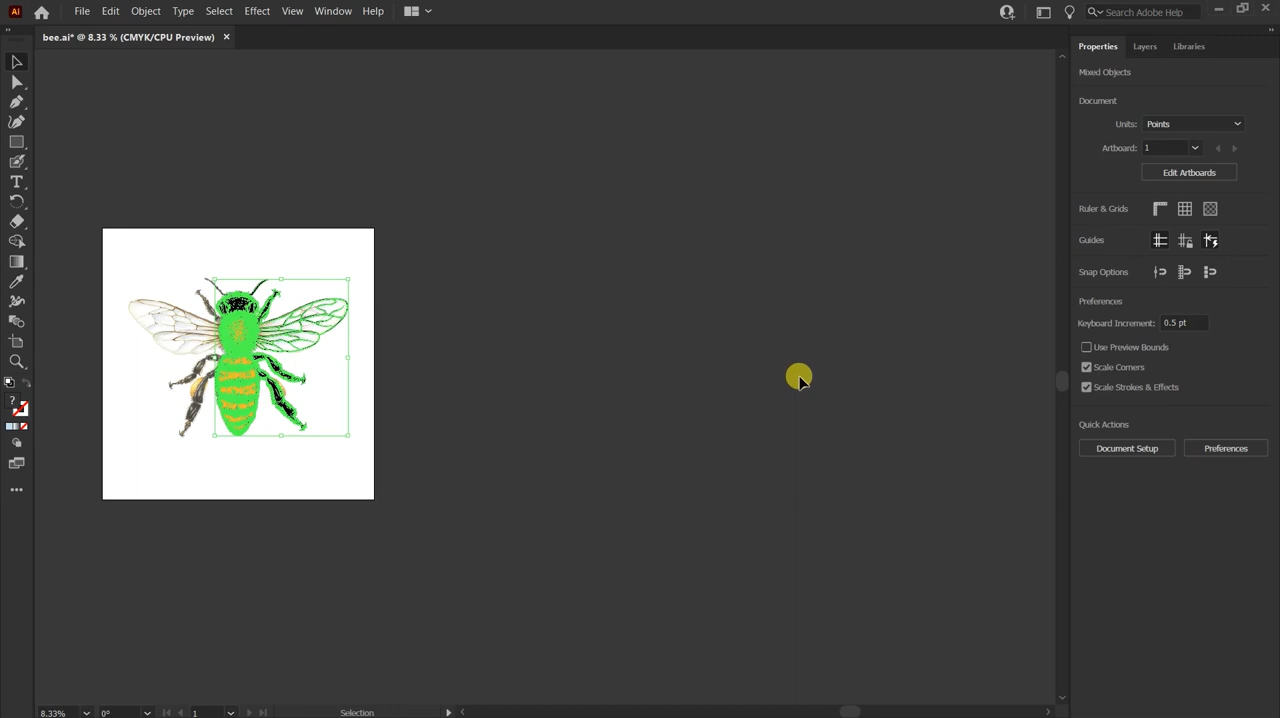 Ai File Edit Object Type Select Effect View Window Help Search Adobe Help
bee.ai* @ 8.33 % (CMYK/CPU Preview) ×
Properties Layers Libraries
Mixed Objects
Document
Units: Points
Artboard: 1
Edit Artboards
Ruler & Grids
Guides
Snap Options
Preferences
Keyboard Increment: 0.5 pt
Use Preview Bounds
Scale Corners
Scale Strokes & Effects
Quick Actions
Document Setup Preferences
8.33% 0° 1 Selection